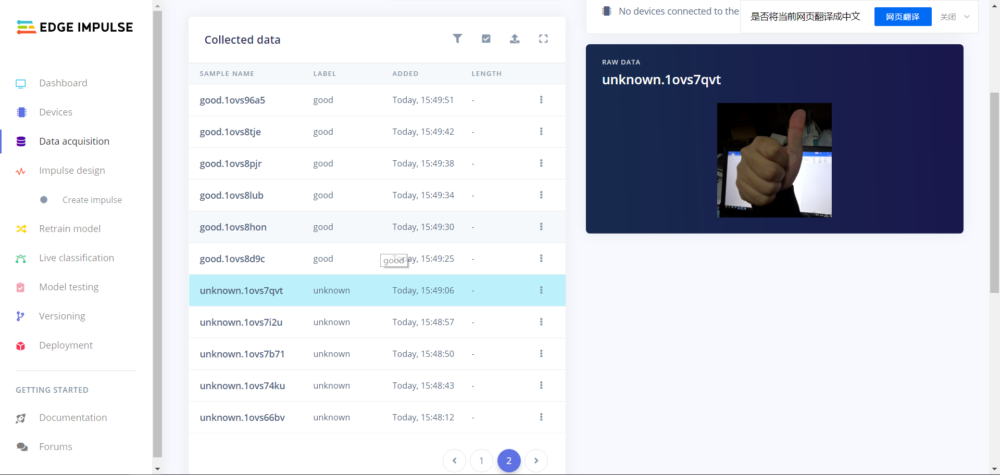 EDGE IMPULSE
Dashboard
Devices
Data acquisition
Impulse design
Create impulse
Retrain model
Live classification
Model testing
Versioning
Deployment
GETTING STARTED
Documentation
Forums
Collected data
SAMPLE NAME LABEL ADDED LENGTH
good.1ovs96a5 good Today, 15:49:51 -
good.1ovs8tje good Today, 15:49:42 -
good.1ovs8pjr good Today, 15:49:38 -
good.1ovs8lub good Today, 15:49:34 -
good.1ovs8hon good Today, 15:49:30 -
good.1ovs8d9c good Today, 15:49:25 -
good
unknown.1ovs7qvt unknown Today, 15:49:06 -
unknown.1ovs7i2u unknown Today, 15:48:57 -
unknown.1ovs7b71 unknown Today, 15:48:50 -
unknown.1ovs74ku unknown Today, 15:48:43 -
unknown.1ovs66bv unknown Today, 15:48:12 -
1 2
No devices connected to the
是否将当前网页翻译成中文 网页翻译 关闭
RAW DATA
unknown.1ovs7qvt